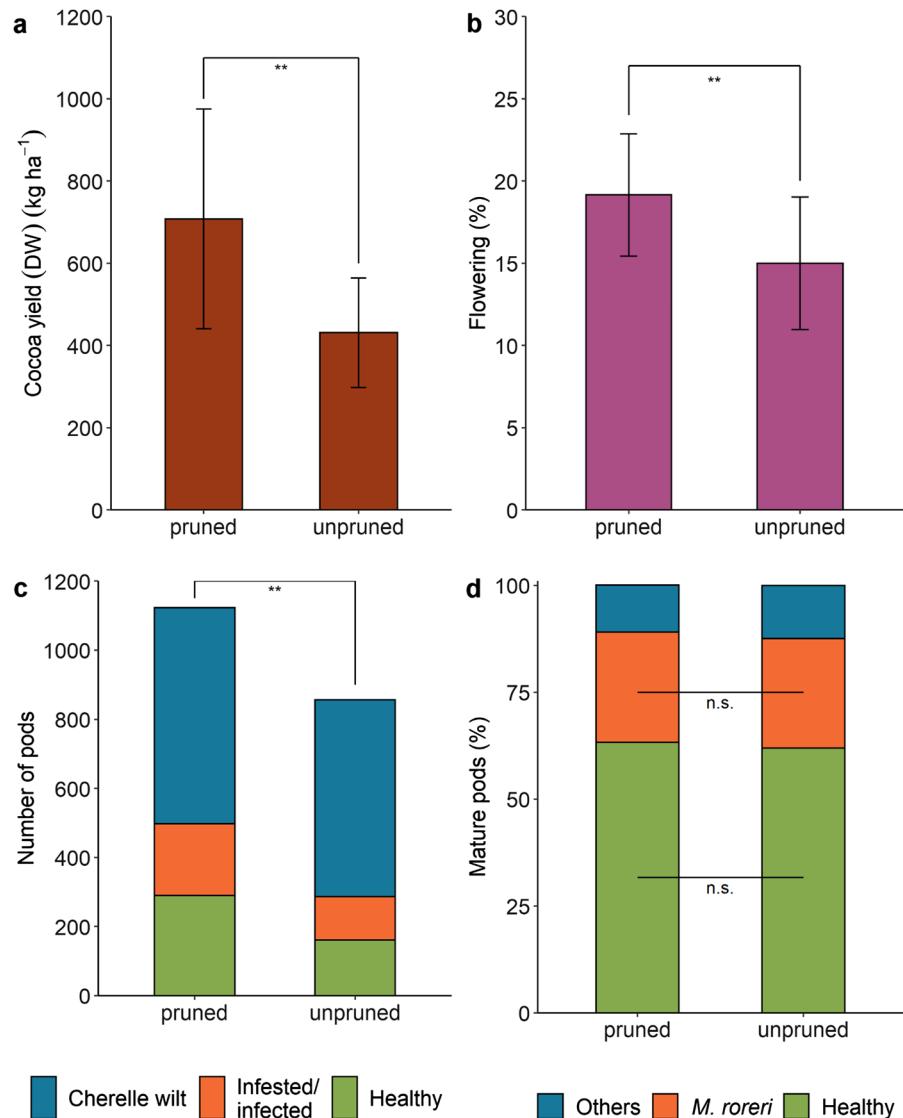 a
1200
1000
800
600
400
200
0
Cocoa yield (DW) (kg ha⁻¹)
**
pruned
unpruned
b
30
25
20
15
10
5
0
Flowering (%)
**
pruned
unpruned
c
1200
1000
800
600
400
200
0
Number of pods
**
pruned
unpruned
Cherelle wilt
Infested/
infected
Healthy
d
100
75
50
25
0
Mature pods (%)
n.s.
n.s.
pruned
unpruned
Others
M. roreri
Healthy